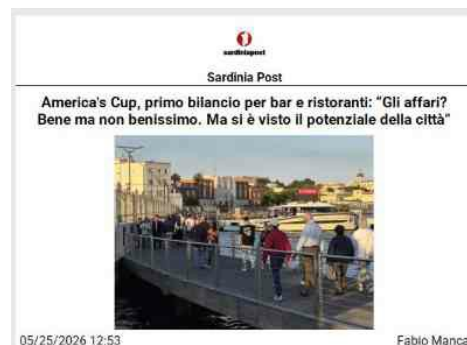 sardiniapost
Sardinia Post
America's Cup, primo bilancio per bar e ristoranti: “Gli affari?
Bene ma non benissimo. Ma si è visto il potenziale della città”
05/25/2026 12:53
Fabio Manca